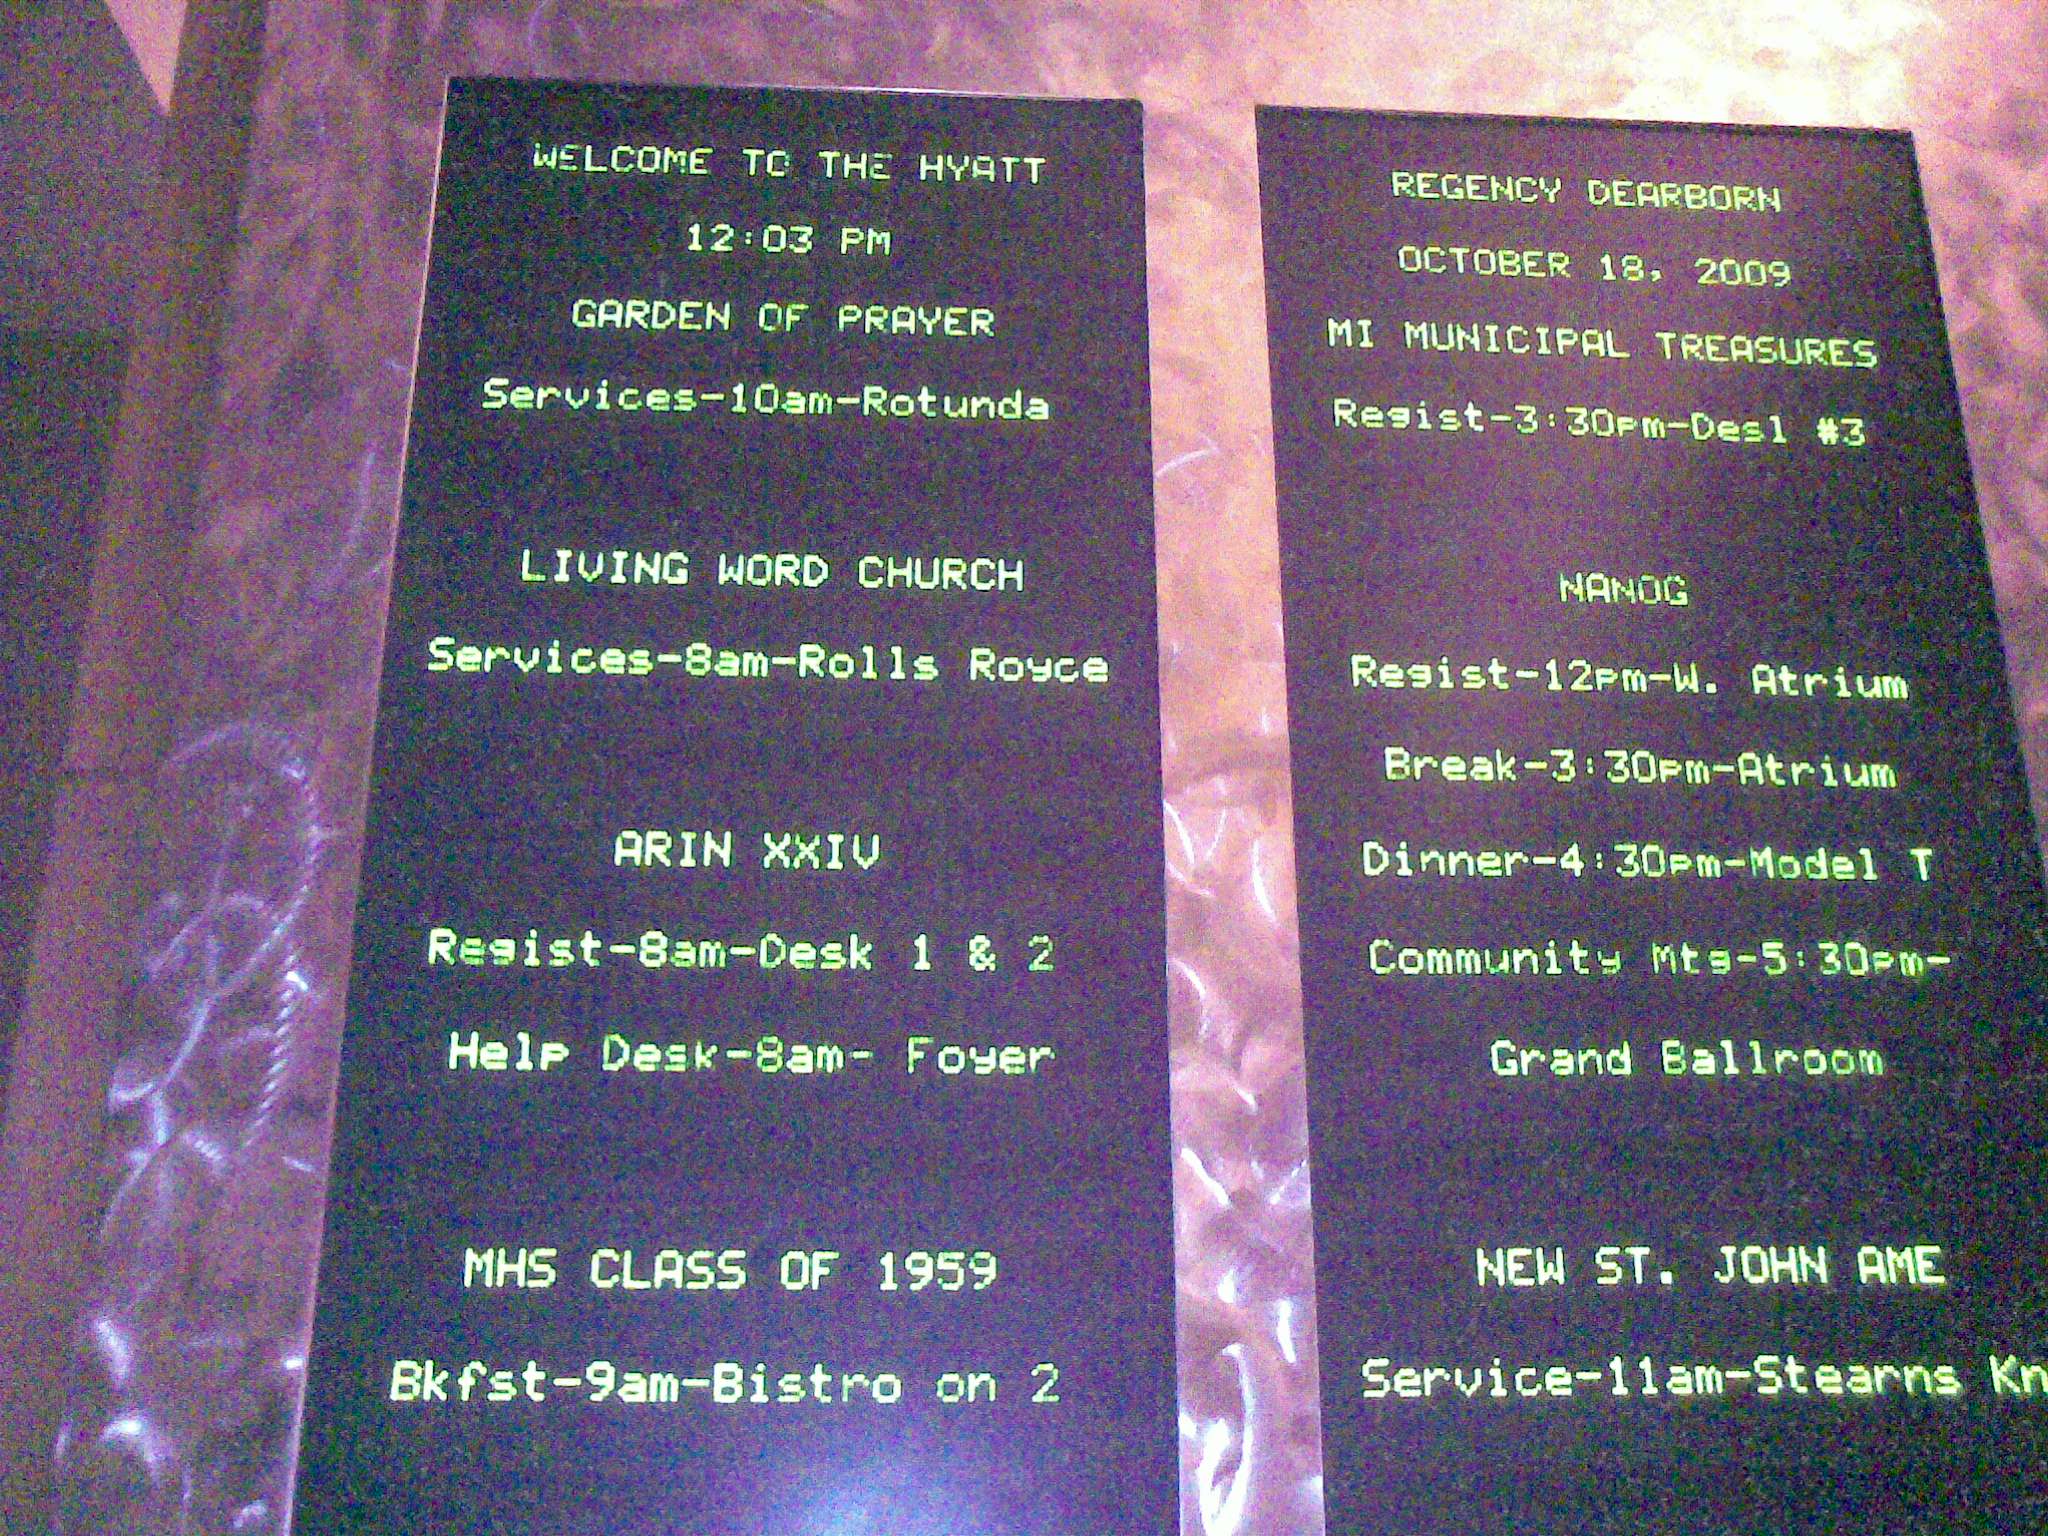 WELCOME TO THE HYATT
12:03 PM
GARDEN OF PRAYER
Services-10am-Rotunda
LIVING WORD CHURCH
Services-8am-Rolls Royce
ARIN XXIV
Regist-8am-Desk 1 & 2
Help Desk-8am- Foyer
MHS CLASS OF 1959
Bkfst-9am-Bistro on 2
REGENCY DEARBORN
OCTOBER 18, 2009
MI MUNICIPAL TREASURES
Regist-3:30pm-Desl #3
NANOG
Regist-12pm-W. Atrium
Break-3:30pm-Atrium
Dinner-4:30pm-Model T
Community Mtg-5:30pm-
Grand Ballroom
NEW ST. JOHN AME
Service-11am-Stearns Kn